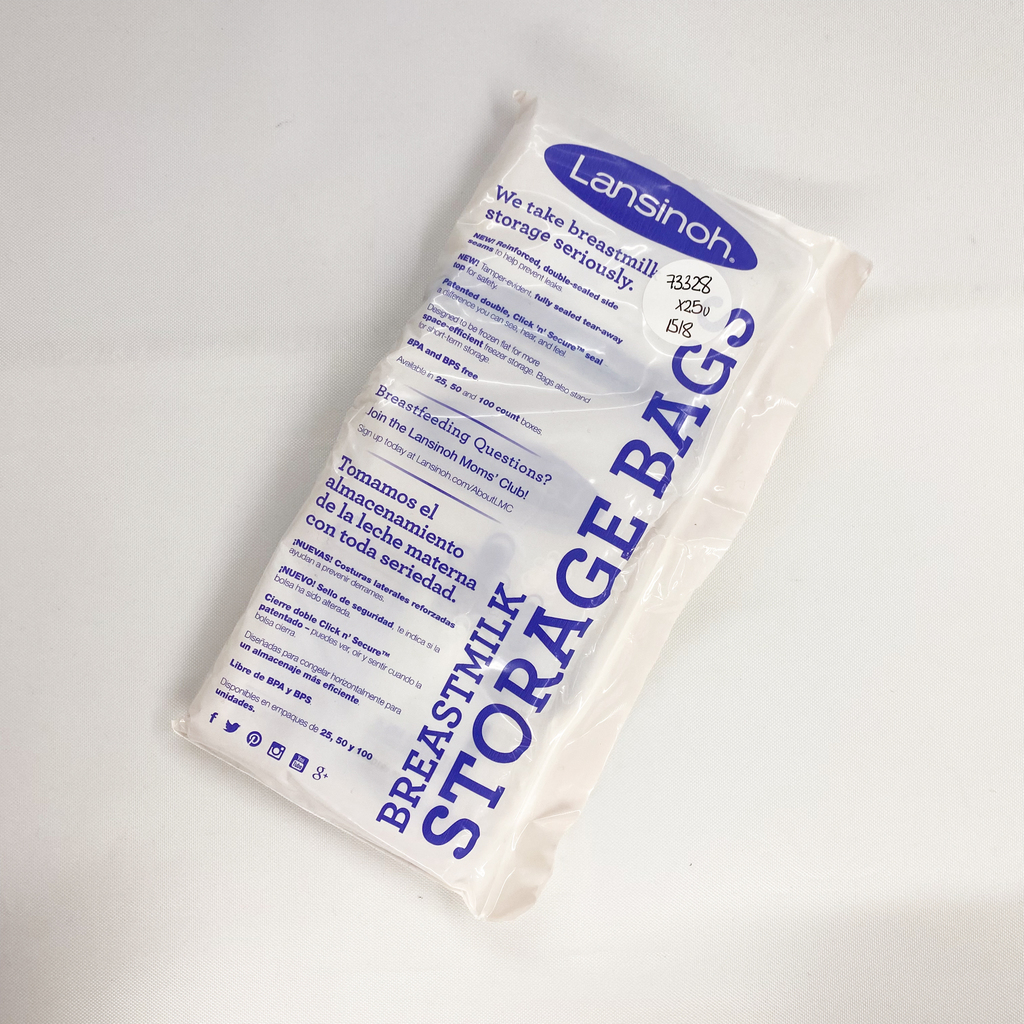 Lansinoh®
We take breastmilk
storage seriously.
NEW! Reinforced, double-sealed side
seams to help prevent leaks.
NEW! Tamper-evident, fully sealed tear-away
top for safety.
Patented double, Click 'n' Secure™ seal –
a difference you can see, hear, and feel.
Designed to be frozen flat for more
space-efficient freezer storage. Bags also stand
for short-term storage.
BPA and BPS free
Available in 25, 50 and 100 count boxes.
Breastfeeding Questions?
Join the Lansinoh Moms' Club!
Sign up today at Lansinoh.com/AboutLMC
Tomamos el
almacenamiento
de la leche materna
con toda seriedad.
¡NUEVAS! Costuras laterales reforzadas
ayudan a prevenir derrames.
¡NUEVO! Sello de seguridad, te indica si la
bolsa ha sido alterada.
Cierre doble Click n' Secure™
patentado – puedes ver, oír y sentir cuando la
bolsa cierra.
Diseñadas para congelar horizontalmente para
un almacenaje más eficiente.
Libre de BPA y BPS
Disponibles en empaques de 25, 50 y 100
unidades.
f
You
Tube
g+
BREASTMILK
STORAGE BAGS
73328
x250
1518